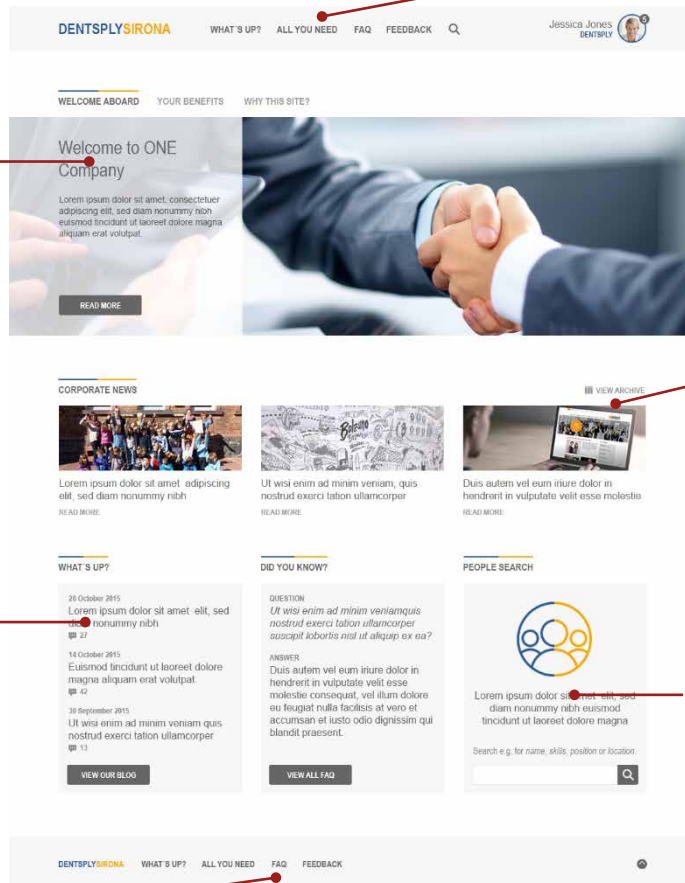 DENTSPLYSIRONA WHAT´S UP? ALL YOU NEED FAQ FEEDBACK
Jessica Jones 5
DENTSPLY
WELCOME ABOARD YOUR BENEFITS WHY THIS SITE?
Welcome to ONE
Company
Lorem ipsum dolor sit amet, consectetuer
adipiscing elit, sed diam nonummy nibh
euismod tincidunt ut laoreet dolore magna
aliquam erat volutpat.
READ MORE
CORPORATE NEWS
VIEW ARCHIVE
Lorem ipsum dolor sit amet adipiscing
elit, sed diam nonummy nibh
READ MORE
Ut wisi enim ad minim veniam, quis
nostrud exerci tation ullamcorper
READ MORE
Duis autem vel eum iriure dolor in
hendrerit in vulputate velit esse molestie
READ MORE
WHAT´S UP?
20 October 2015
Lorem ipsum dolor sit amet elit, sed
diam nonummy nibh
27
14 October 2015
Euismod tincidunt ut laoreet dolore
magna aliquam erat volutpat
42
30 September 2015
Ut wisi enim ad minim veniam quis
nostrud exerci tation ullamcorper
13
VIEW OUR BLOG
DID YOU KNOW?
QUESTION
Ut wisi enim ad minim veniamquis
nostrud exerci tation ullamcorper
suscipit lobortis nisl ut aliquip ex ea?
ANSWER
Duis autem vel eum iriure dolor in
hendrerit in vulputate velit esse
molestie consequat, vel illum dolore
eu feugiat nulla facilisis at vero et
accumsan et iusto odio dignissim qui
blandit praesent.
VIEW ALL FAQ
PEOPLE SEARCH
Lorem ipsum dolor sit amet elit, sed
diam nonummy nibh euismod
tincidunt ut laoreet dolore magna
Search e.g. for name, skills, position or location.
DENTSPLYSIRONA WHAT´S UP? ALL YOU NEED FAQ FEEDBACK